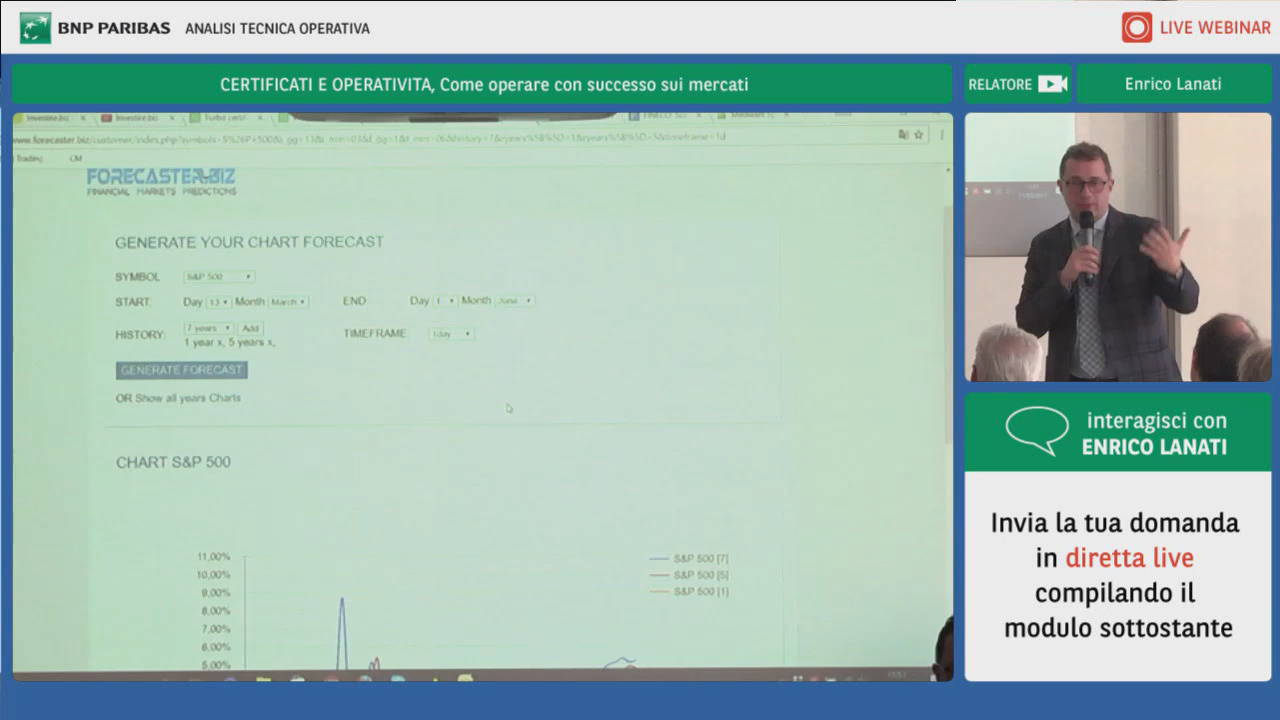 BNP PARIBAS
ANALISI TECNICA OPERATIVA
LIVE WEBINAR
CERTIFICATI E OPERATIVITA, Come operare con successo sui mercati
RELATORE
Enrico Lanati
Trading
CM
FORECASTER.BIZ
FINANCIAL MARKETS PREDICTIONS
GENERATE YOUR CHART FORECAST
SYMBOL S&P 500
START: Day 13 Month March END Day 1 Month June
HISTORY: 7 years Add TIMEFRAME 1day
1 year x, 5 years x,
GENERATE FORECAST
OR Show all years Charts
CHART S&P 500
11,00%
10,00%
9,00%
8,00%
7,00%
6,00%
5,00%
S&P 500 [7]
S&P 500 [5]
S&P 500 [1]
interagisci con
ENRICO LANATI
Invia la tua domanda
in diretta live
compilando il
modulo sottostante